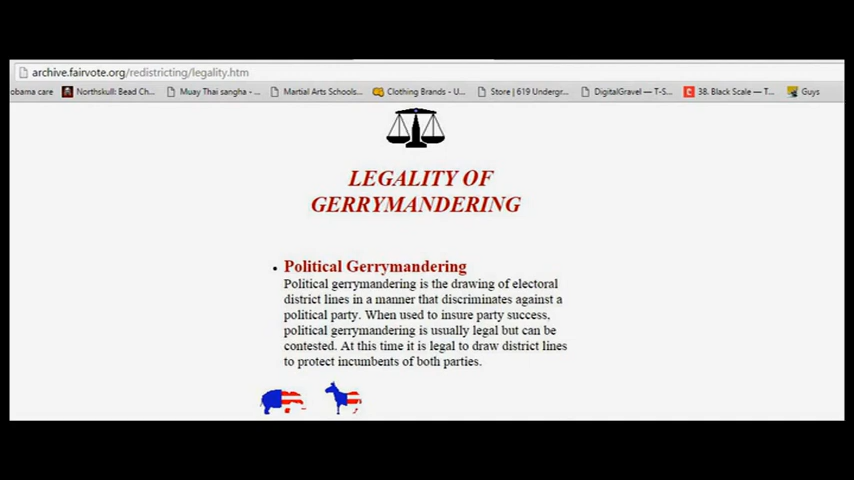 archive.fairvote.org/redistricting/legality.htm
obama care Northskull: Bead Ch... Muay Thai sangha - ... Martial Arts Schools... Clothing Brands - U... Store | 619 Undergr... DigitalGravel — T-S... 38. Black Scale — T... Guys
LEGALITY OF
GERRYMANDERING
• Political Gerrymandering
Political gerrymandering is the drawing of electoral
district lines in a manner that discriminates against a
political party. When used to insure party success,
political gerrymandering is usually legal but can be
contested. At this time it is legal to draw district lines
to protect incumbents of both parties.